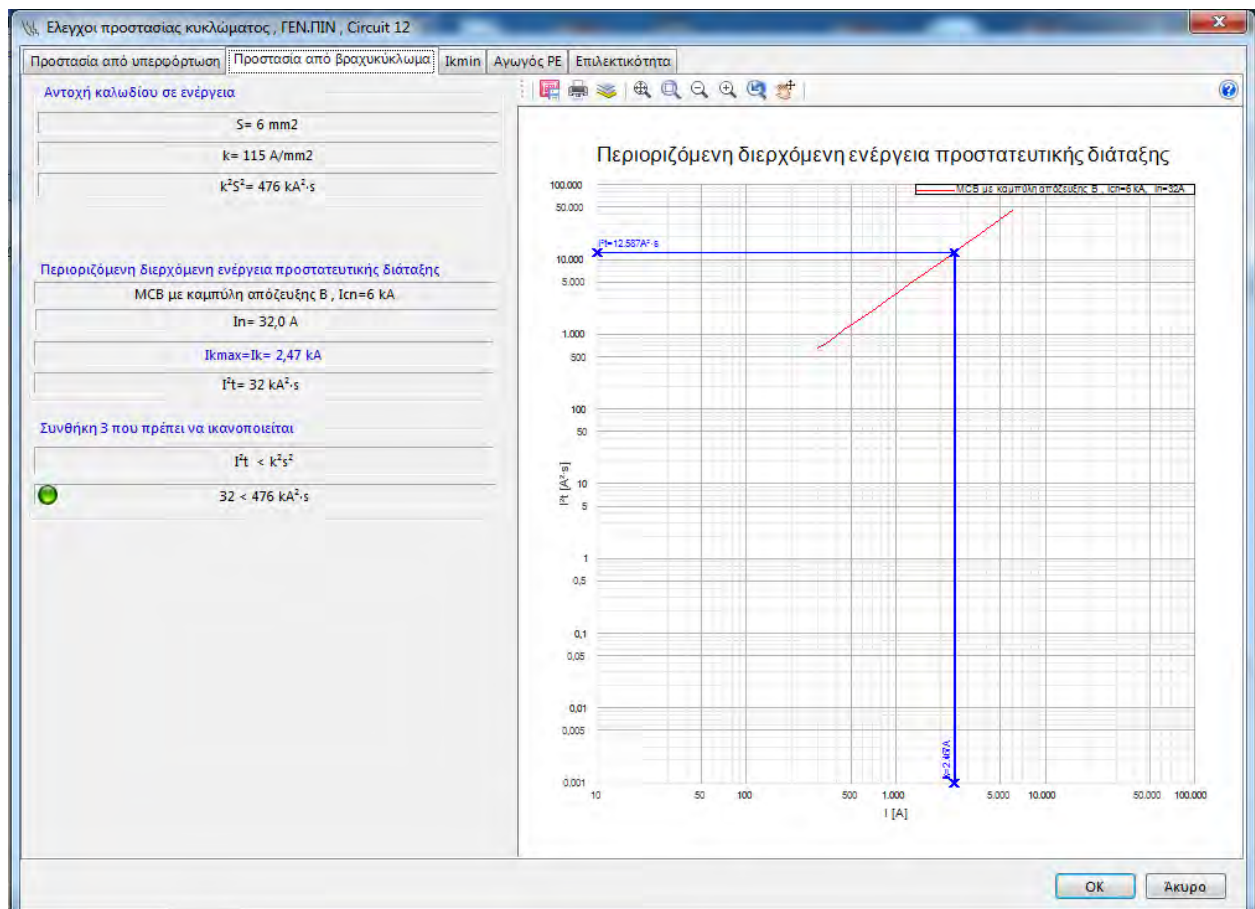 Ελεγχοι προστασίας κυκλώματος , ΓΕΝ.ΠΙΝ , Circuit 12
Προστασία από υπερφόρτωση Προστασία από βραχυκύκλωμα Ikmin Αγωγός PE Επιλεκτικότητα
Αντοχή καλωδίου σε ενέργεια
S= 6 mm2
k= 115 A/mm2
k²S²= 476 kA²·s
Περιοριζόμενη διερχόμενη ενέργεια προστατευτικής διάταξης
MCB με καμπύλη απόζευξης B , Icn=6 kA
In= 32,0 A
Ikmax=Ik= 2,47 kA
I²t= 32 kA²·s
Συνθήκη 3 που πρέπει να ικανοποιείται
I²t < k²s²
32 < 476 kA²·s
Περιοριζόμενη διερχόμενη ενέργεια προστατευτικής διάταξης
MCB με καμπύλη απόζευξης B , Icn=6 kA, In=32A
100.000
50.000
I²t=12.587A²·s
10.000
5.000
1.000
500
100
50
I²t [A²·s]
10
5
1
0,5
0,1
0,05
0,01
0,005
0,001
Ik=2.467A
10 50 100 500 1.000 5.000 10.000 50.000 100.000
I [A]
OK Άκυρο